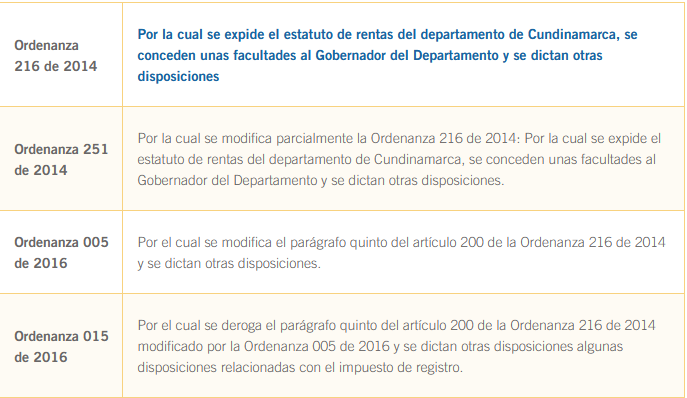 Ordenanza
216 de 2014
Por la cual se expide el estatuto de rentas del departamento de Cundinamarca, se
conceden unas facultades al Gobernador del Departamento y se dictan otras
disposiciones
Ordenanza 251
de 2014
Por la cual se modifica parcialmente la Ordenanza 216 de 2014: Por la cual se expide el
estatuto de rentas del departamento de Cundinamarca, se conceden unas facultades al
Gobernador del Departamento y se dictan otras disposiciones.
Ordenanza 005
de 2016
Por el cual se modifica el parágrafo quinto del artículo 200 de la Ordenanza 216 de 2014
y se dictan otras disposiciones.
Ordenanza 015
de 2016
Por el cual se deroga el parágrafo quinto del artículo 200 de la Ordenanza 216 de 2014
modificado por la Ordenanza 005 de 2016 y se dictan otras disposiciones algunas
disposiciones relacionadas con el impuesto de registro.